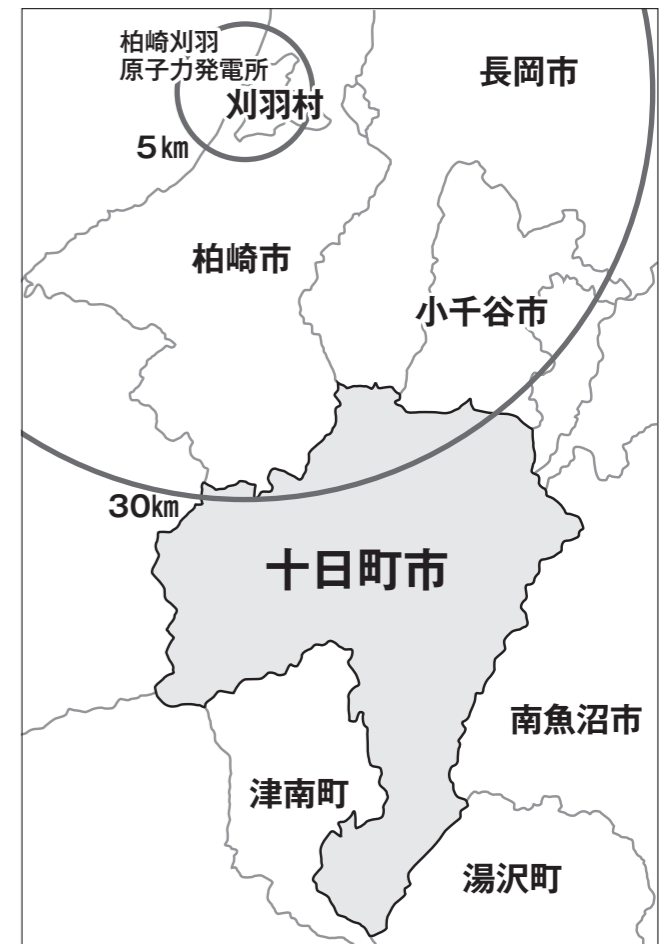 柏崎刈羽
原子力発電所
刈羽村
長岡市
5㎞
柏崎市
小千谷市
30㎞
十日町市
南魚沼市
津南町
湯沢町